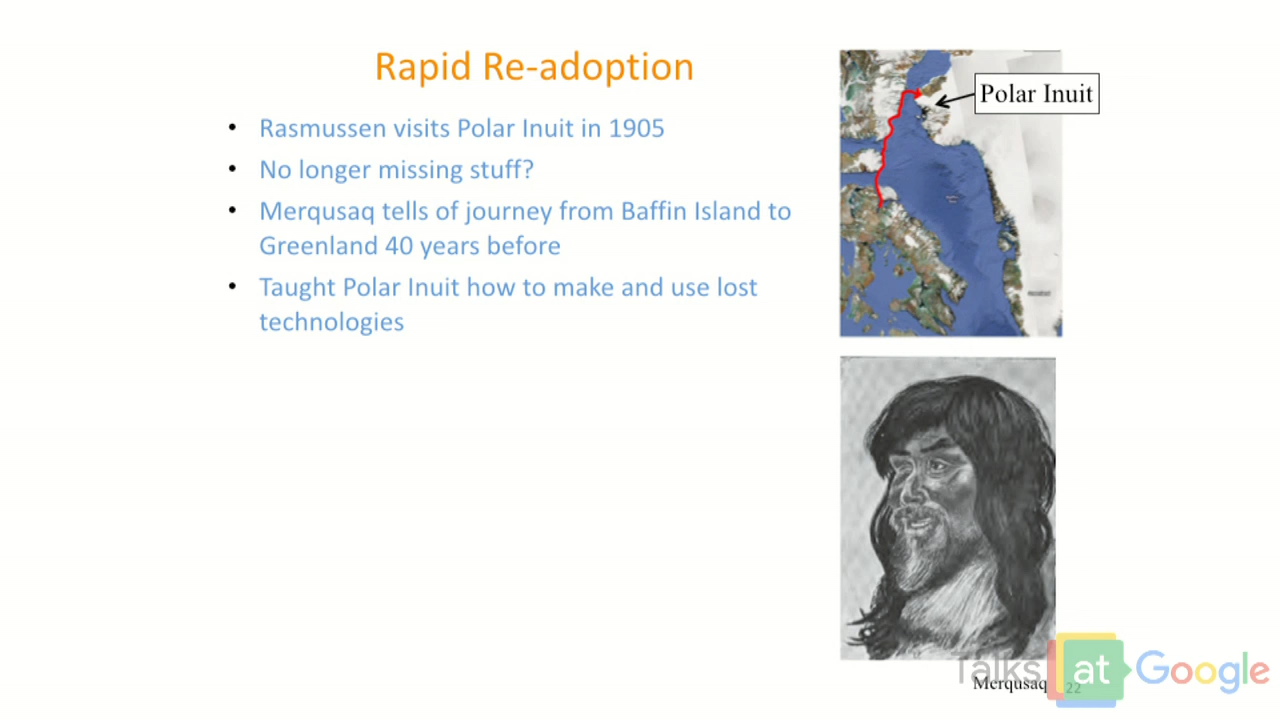 Rapid Re-adoption
• Rasmussen visits Polar Inuit in 1905
• No longer missing stuff?
• Merqusaq tells of journey from Baffin Island to
Greenland 40 years before
• Taught Polar Inuit how to make and use lost
technologies
Polar Inuit
Merqusaq
22
Talks at Google